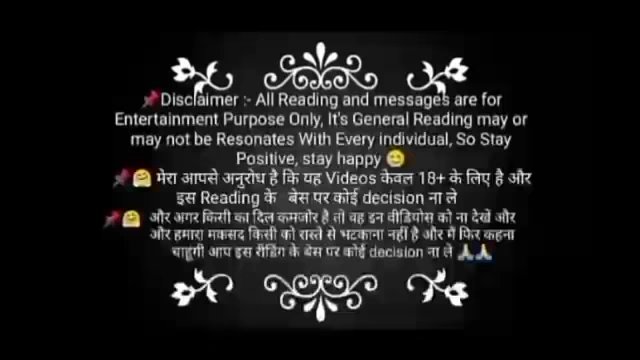 📌Disclaimer :- All Reading and messages are for
Entertainment Purpose Only, It's General Reading may or
may not be Resonates With Every individual, So Stay
Positive, stay happy 😊
📌🤗 मेरा आपसे अनुरोध है कि यह Videos केवल 18+ के लिए है और
इस Reading के बेस पर कोई decision ना ले
📌🤗 और अगर किसी का दिल कमजोर है तो वह इन वीडियोस को ना देखें और
और हमारा मकसद किसी को रास्ते से भटकाना नहीं है और मैं फिर कहना
चाहूंगी आप इस रीडिंग के बेस पर कोई decision ना ले 🙏🙏